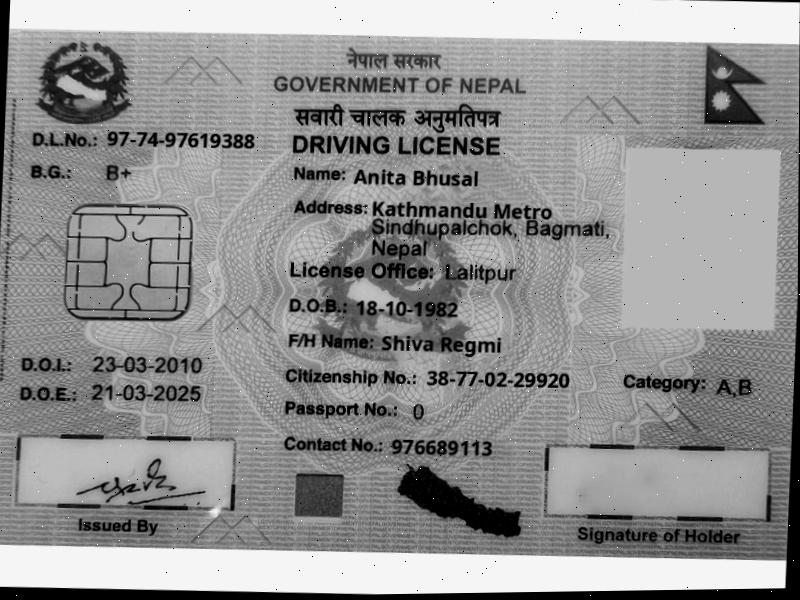 नेपाल सरकार
GOVERNMENT OF NEPAL
सवारी चालक अनुमतिपत्र
DRIVING LICENSE
D.L.No.: 97-74-97619388
B.G.: B+
Name: Anita Bhusal
Address: Kathmandu Metro
Sindhupalchok, Bagmati,
Nepal
License Office: Lalitpur
D.O.B.: 18-10-1982
F/H Name: Shiva Regmi
D.O.I.: 23-03-2010
D.O.E.: 21-03-2025
Citizenship No.: 38-77-02-29920
Category: A,B
Passport No.: 0
Contact No.: 976689113
Issued By
Signature of Holder